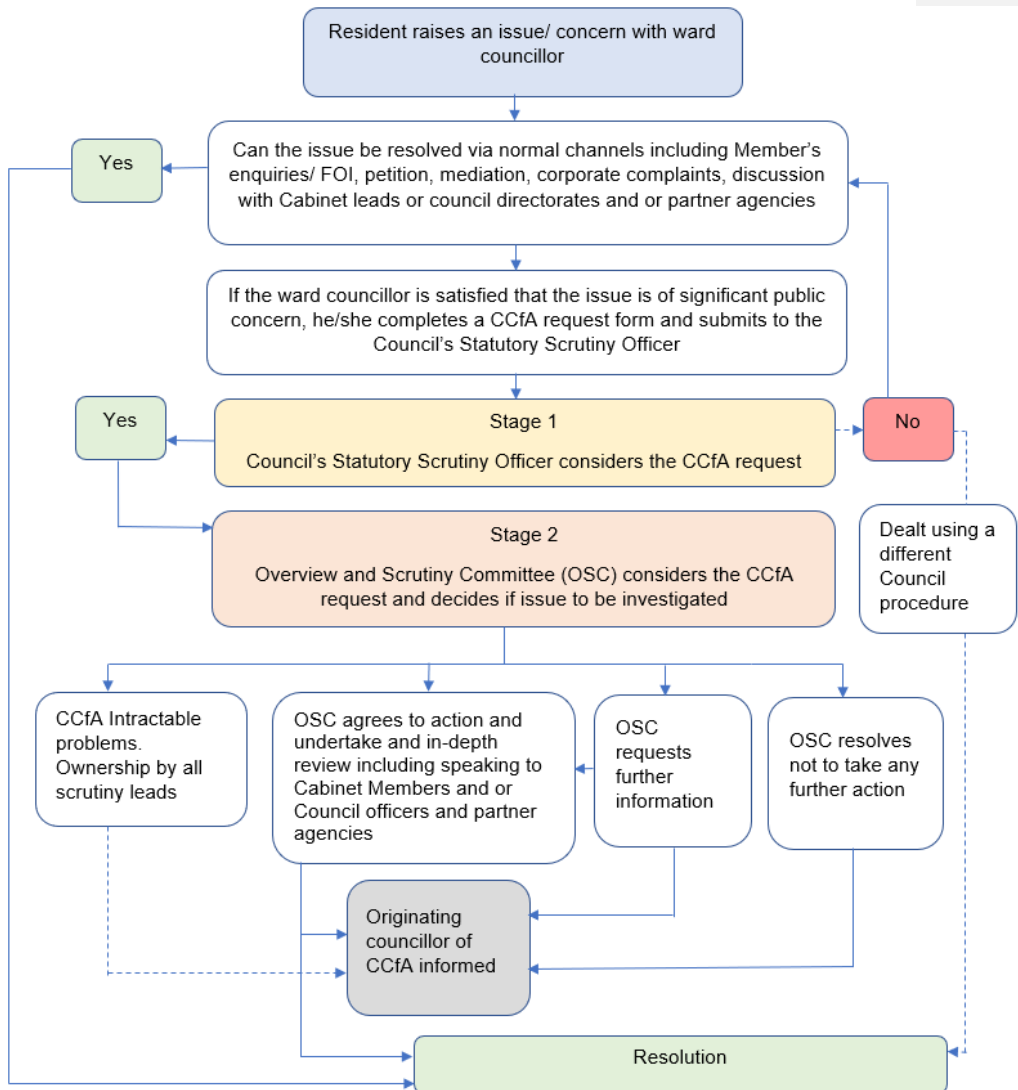 Resident raises an issue/ concern with ward
councillor
Yes
Can the issue be resolved via normal channels including Member’s
enquiries/ FOI, petition, mediation, corporate complaints, discussion
with Cabinet leads or council directorates and or partner agencies
If the ward councillor is satisfied that the issue is of significant public
concern, he/she completes a CCfA request form and submits to the
Council’s Statutory Scrutiny Officer
Yes
Stage 1
Council’s Statutory Scrutiny Officer considers the CCfA request
No
Stage 2
Overview and Scrutiny Committee (OSC) considers the CCfA
request and decides if issue to be investigated
Dealt using a
different
Council
procedure
CCfA Intractable
problems.
Ownership by all
scrutiny leads
OSC agrees to action and
undertake and in-depth
review including speaking to
Cabinet Members and or
Council officers and partner
agencies
OSC
requests
further
information
OSC resolves
not to take any
further action
Originating
councillor of
CCfA informed
Resolution